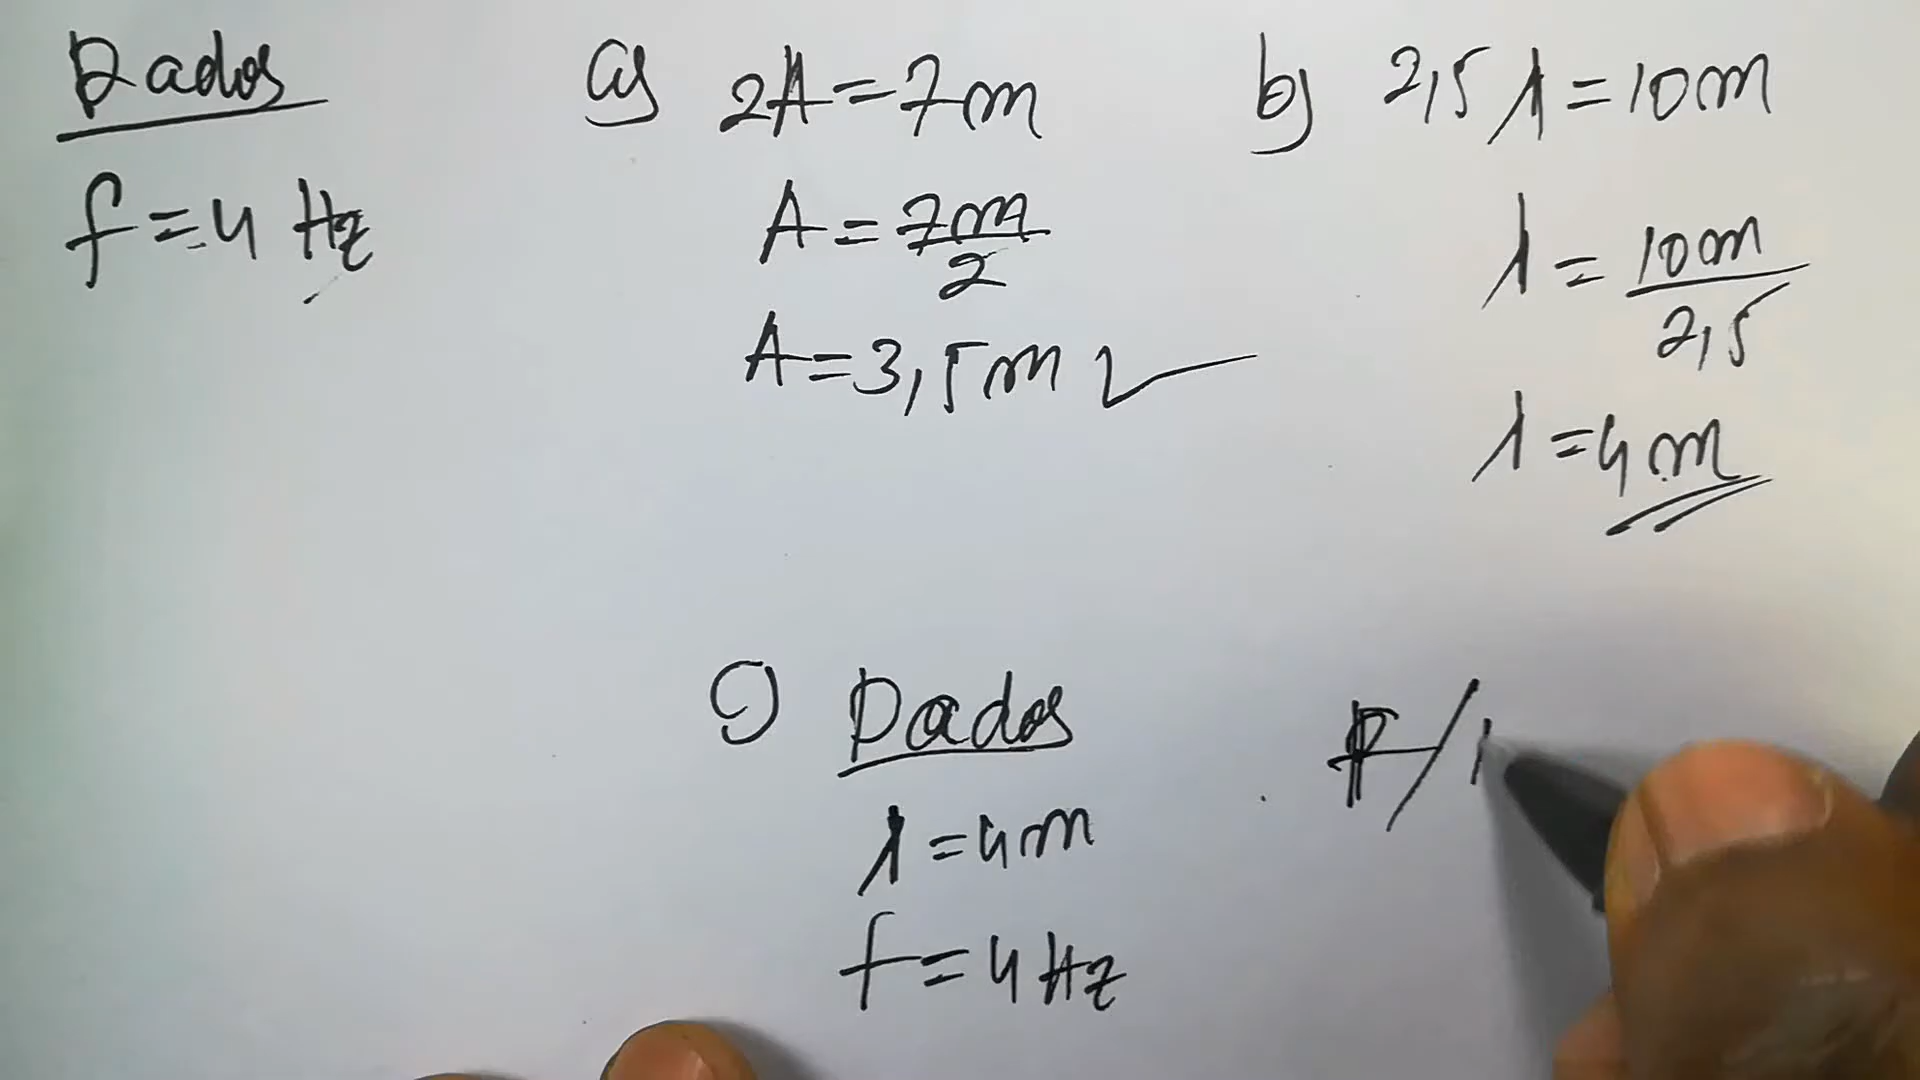 Dados
f = 4 Hz
a) 2A = 7m
A = 7m/2
A = 3,5m ✓
b) 2,5 λ = 10m
λ = 10m/2,5
λ = 4m
c) Dados
λ = 4m
f = 4 Hz